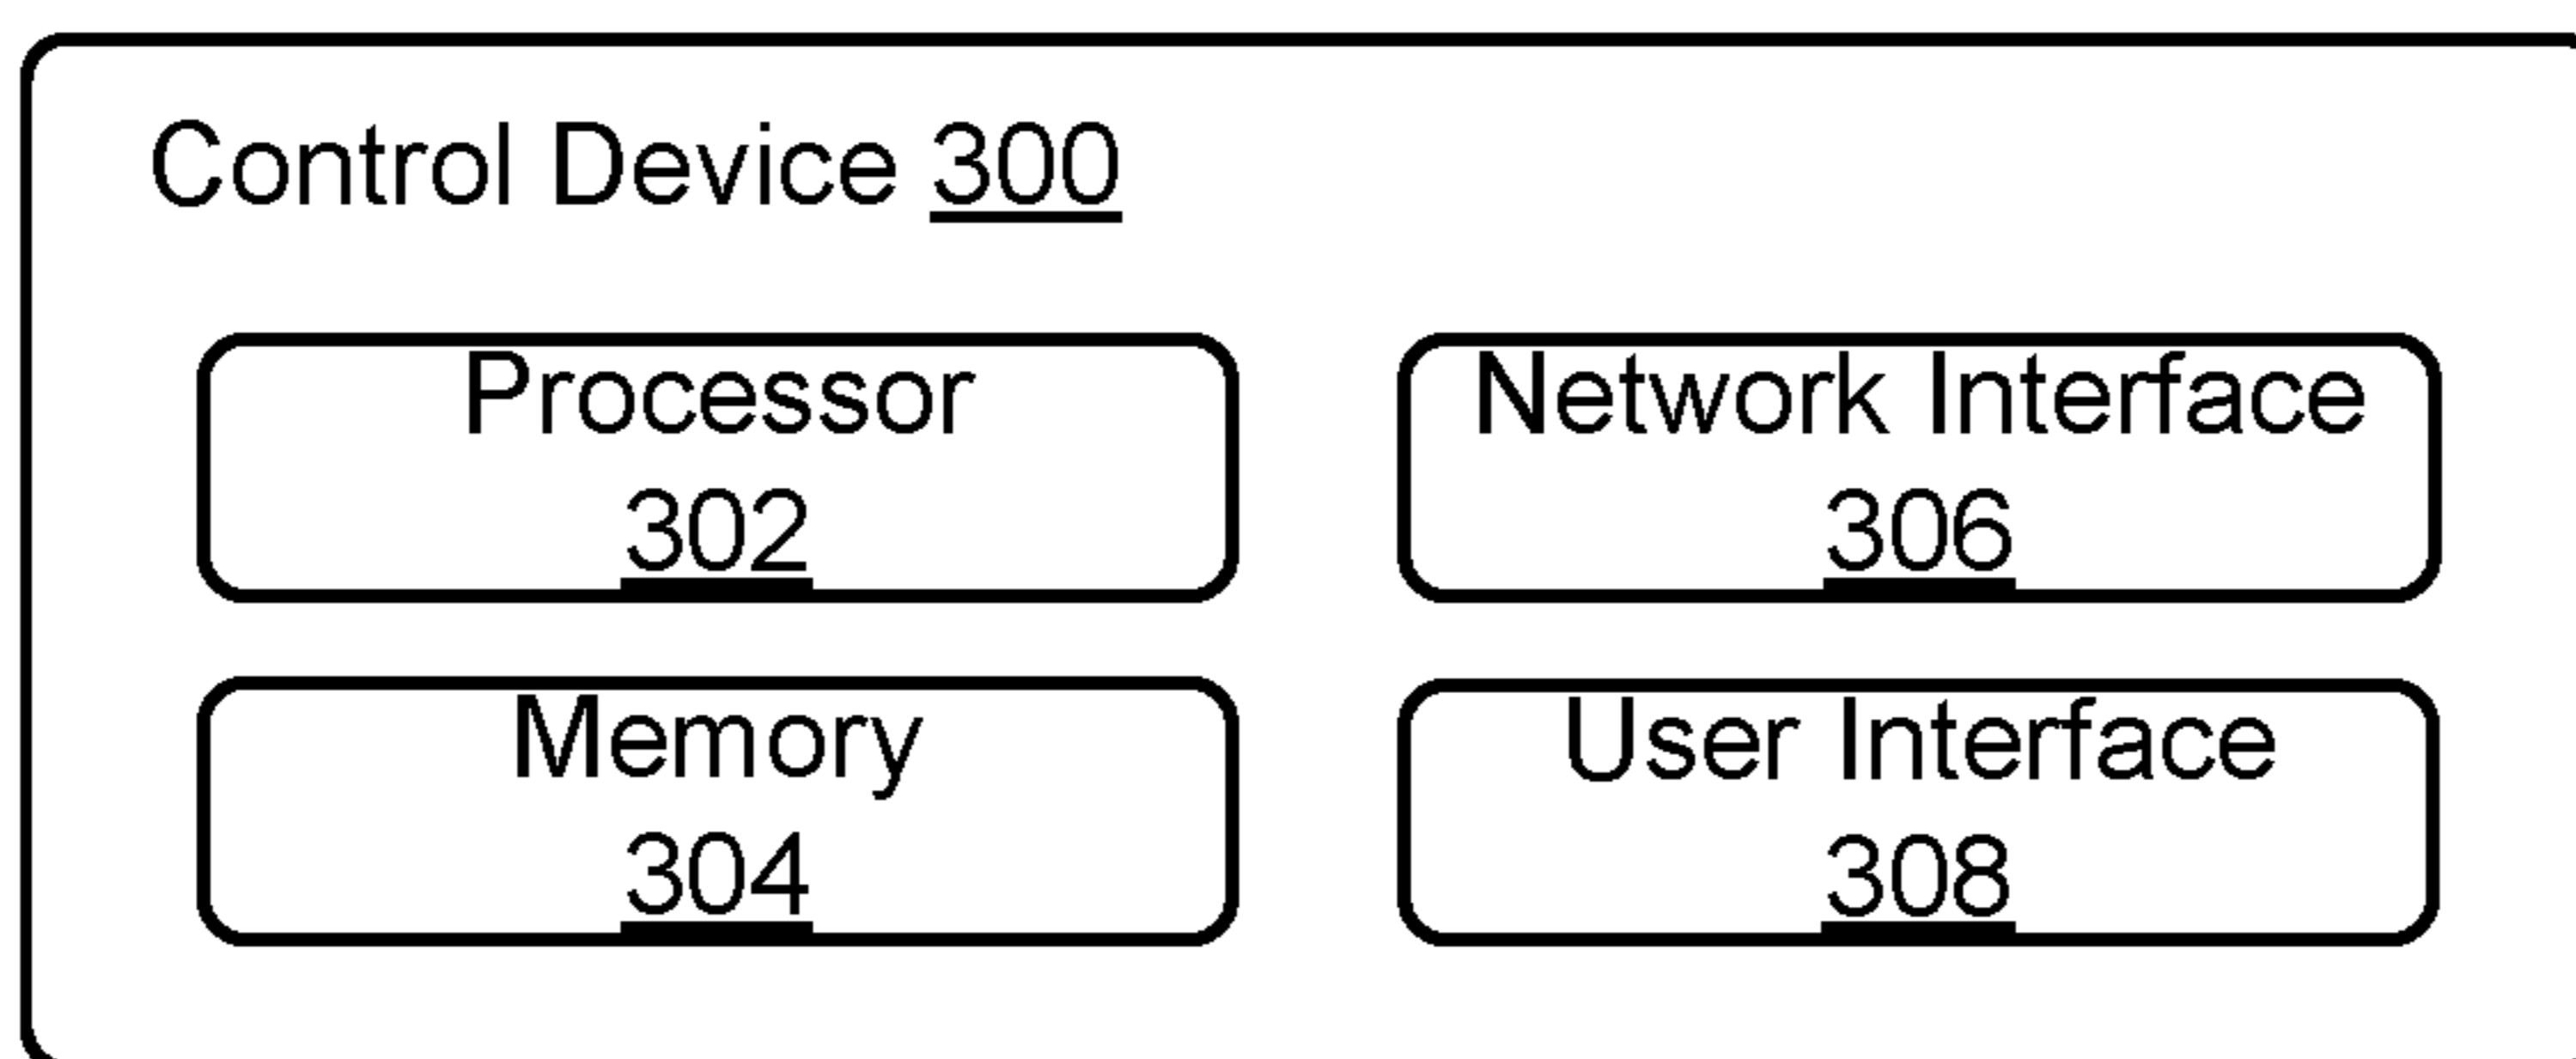 Control Device 300
Processor
302
Network Interface
306
Memory
304
User Interface
308